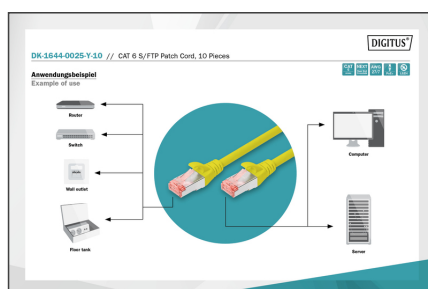 DIGITUS®
DK-1644-0025-Y-10 // CAT 6 S/FTP Patch Cord, 10 Pieces
Anwendungsbeispiel
Example of use
Router
Switch
Wall outlet
Floor tank
Computer
Server